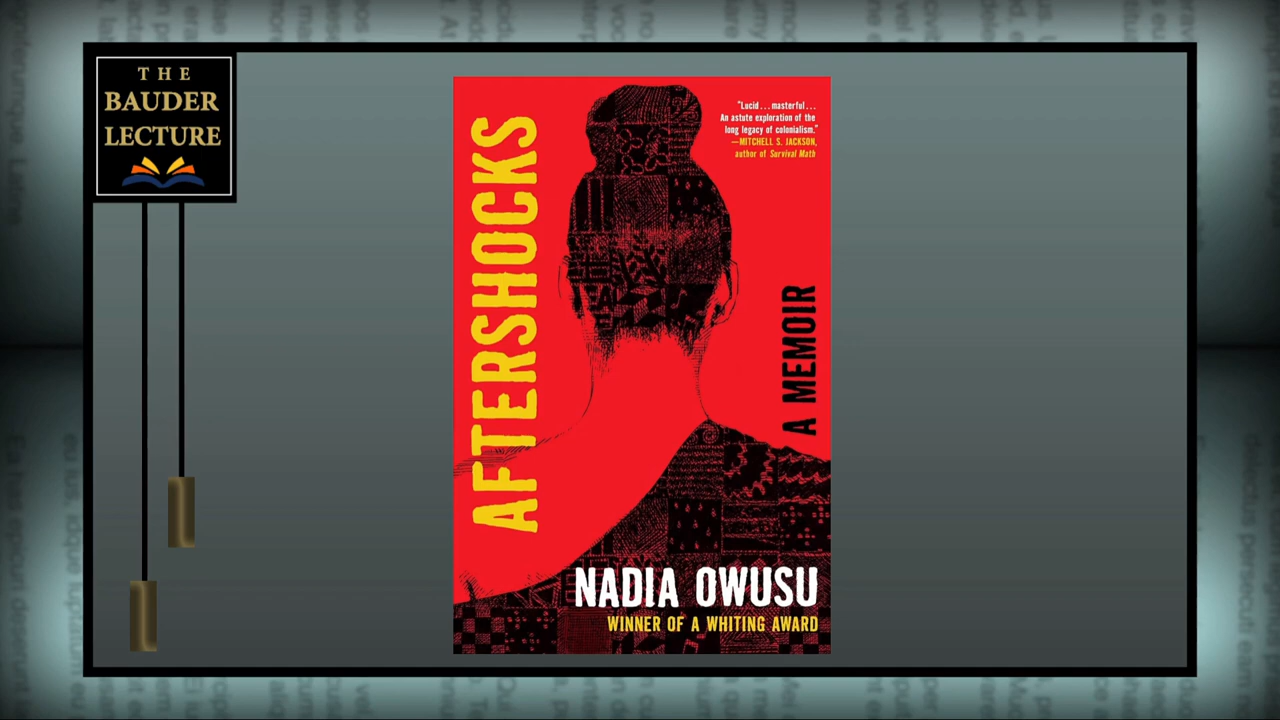 THE
BAUDER
LECTURE
AFTERSHOCKS
"Lucid . . . masterful . . .
An astute exploration of the
long legacy of colonialism."
—MITCHELL S. JACKSON,
author of Survival Math
A MEMOIR
NADIA OWUSU
WINNER OF A WHITING AWARD